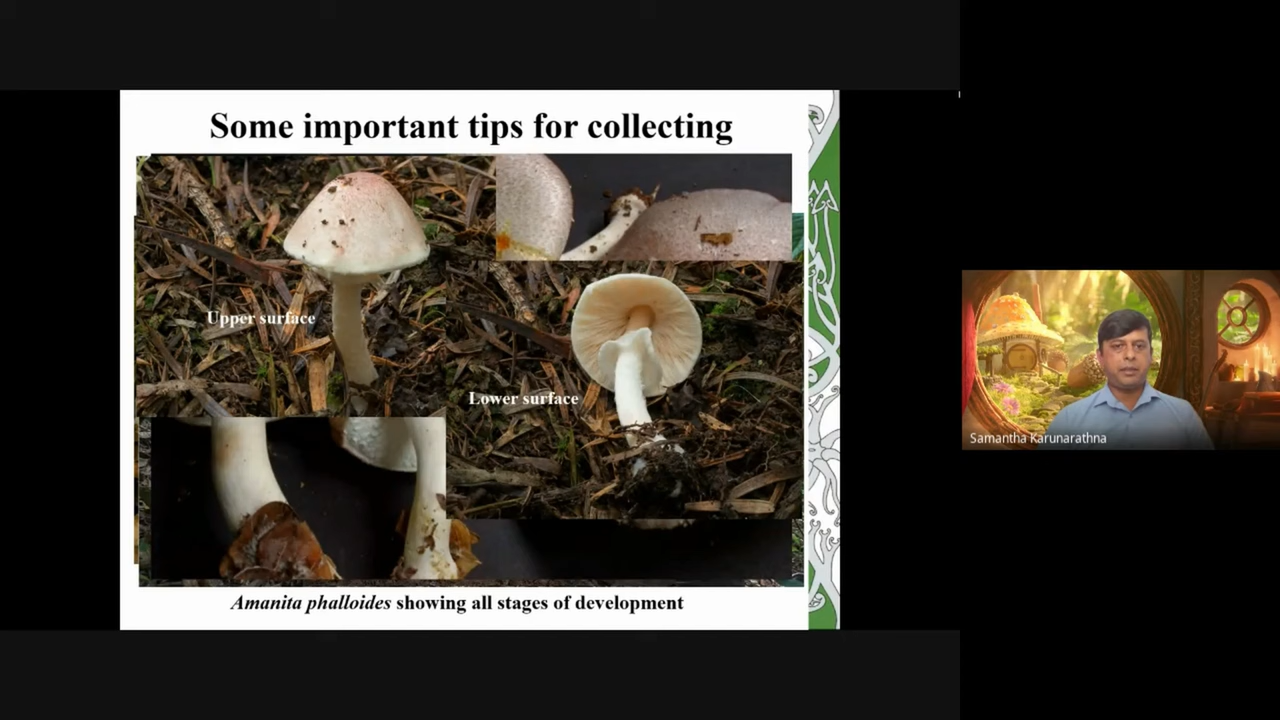 Some important tips for collecting
Upper surface
Lower surface
Amanita phalloides showing all stages of development
Samantha Karunarathna